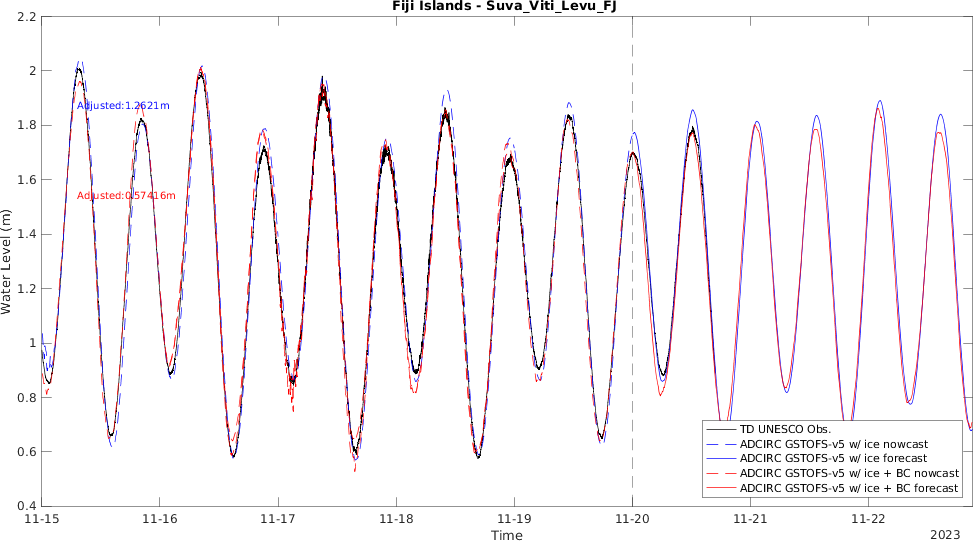 Fiji Islands - Suva_Viti_Levu_FJ
2.2
2
1.8
1.6
1.4
1.2
1
0.8
0.6
0.4
Water Level (m)
Adjusted:1.2621m
Adjusted:0.57416m
TD UNESCO Obs.
ADCIRC GSTOFS-v5 w/ ice nowcast
ADCIRC GSTOFS-v5 w/ ice forecast
ADCIRC GSTOFS-v5 w/ ice + BC nowcast
ADCIRC GSTOFS-v5 w/ ice + BC forecast
11-15 11-16 11-17 11-18 11-19 11-20 11-21 11-22
Time
2023